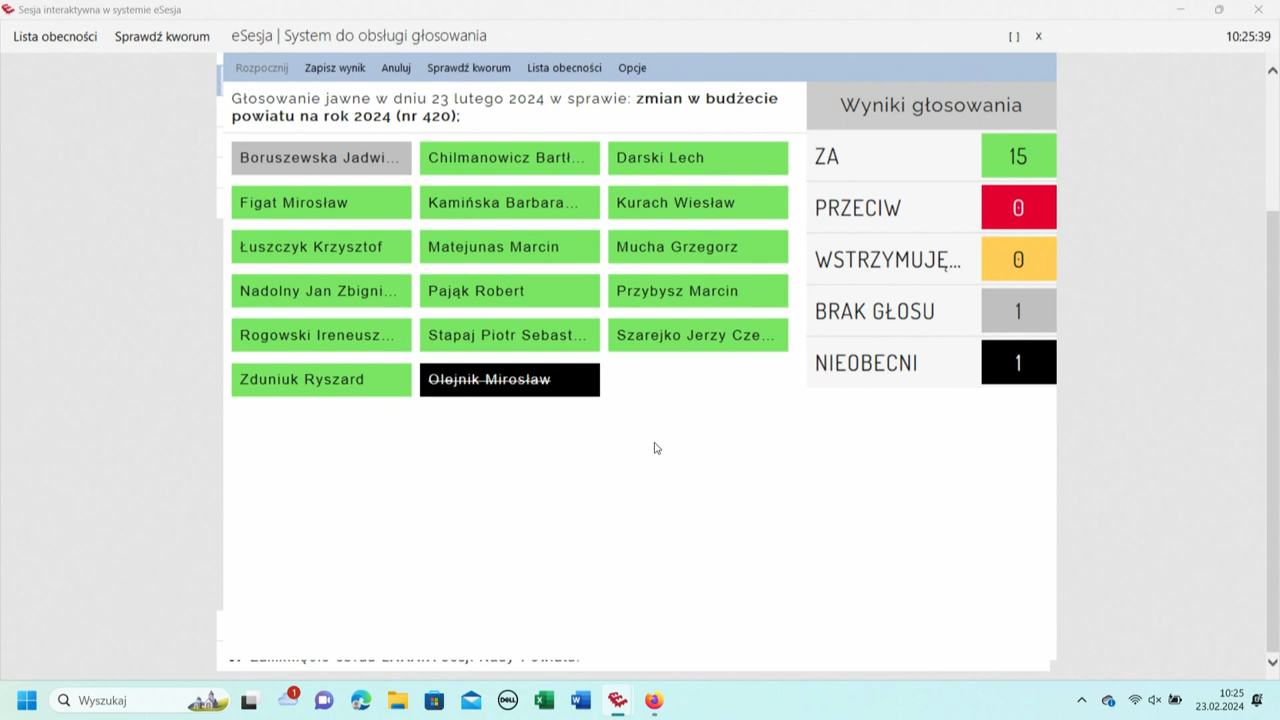 Sesja interaktywna w systemie eSesja
Lista obecności Sprawdź kworum eSesja | System do obsługi głosowania [ ] x 10:25:39
Rozpocznij Zapisz wynik Anuluj Sprawdź kworum Lista obecności Opcje
Głosowanie jawne w dniu 23 lutego 2024 w sprawie: zmian w budżecie
powiatu na rok 2024 (nr 420);
Wyniki głosowania
Boruszewska Jadwi... Chilmanowicz Bartł... Darski Lech
Figat Mirosław Kamińska Barbara... Kurach Wiesław
Łuszczyk Krzysztof Matejunas Marcin Mucha Grzegorz
Nadolny Jan Zbigni... Pająk Robert Przybysz Marcin
Rogowski Ireneusz... Stapaj Piotr Sebast... Szarejko Jerzy Cze...
Zduniuk Ryszard Olejnik Mirosław
ZA 15
PRZECIW 0
WSTRZYMUJĘ... 0
BRAK GŁOSU 1
NIEOBECNI 1
Wyszukaj
1
DELL
10:25
23.02.2024